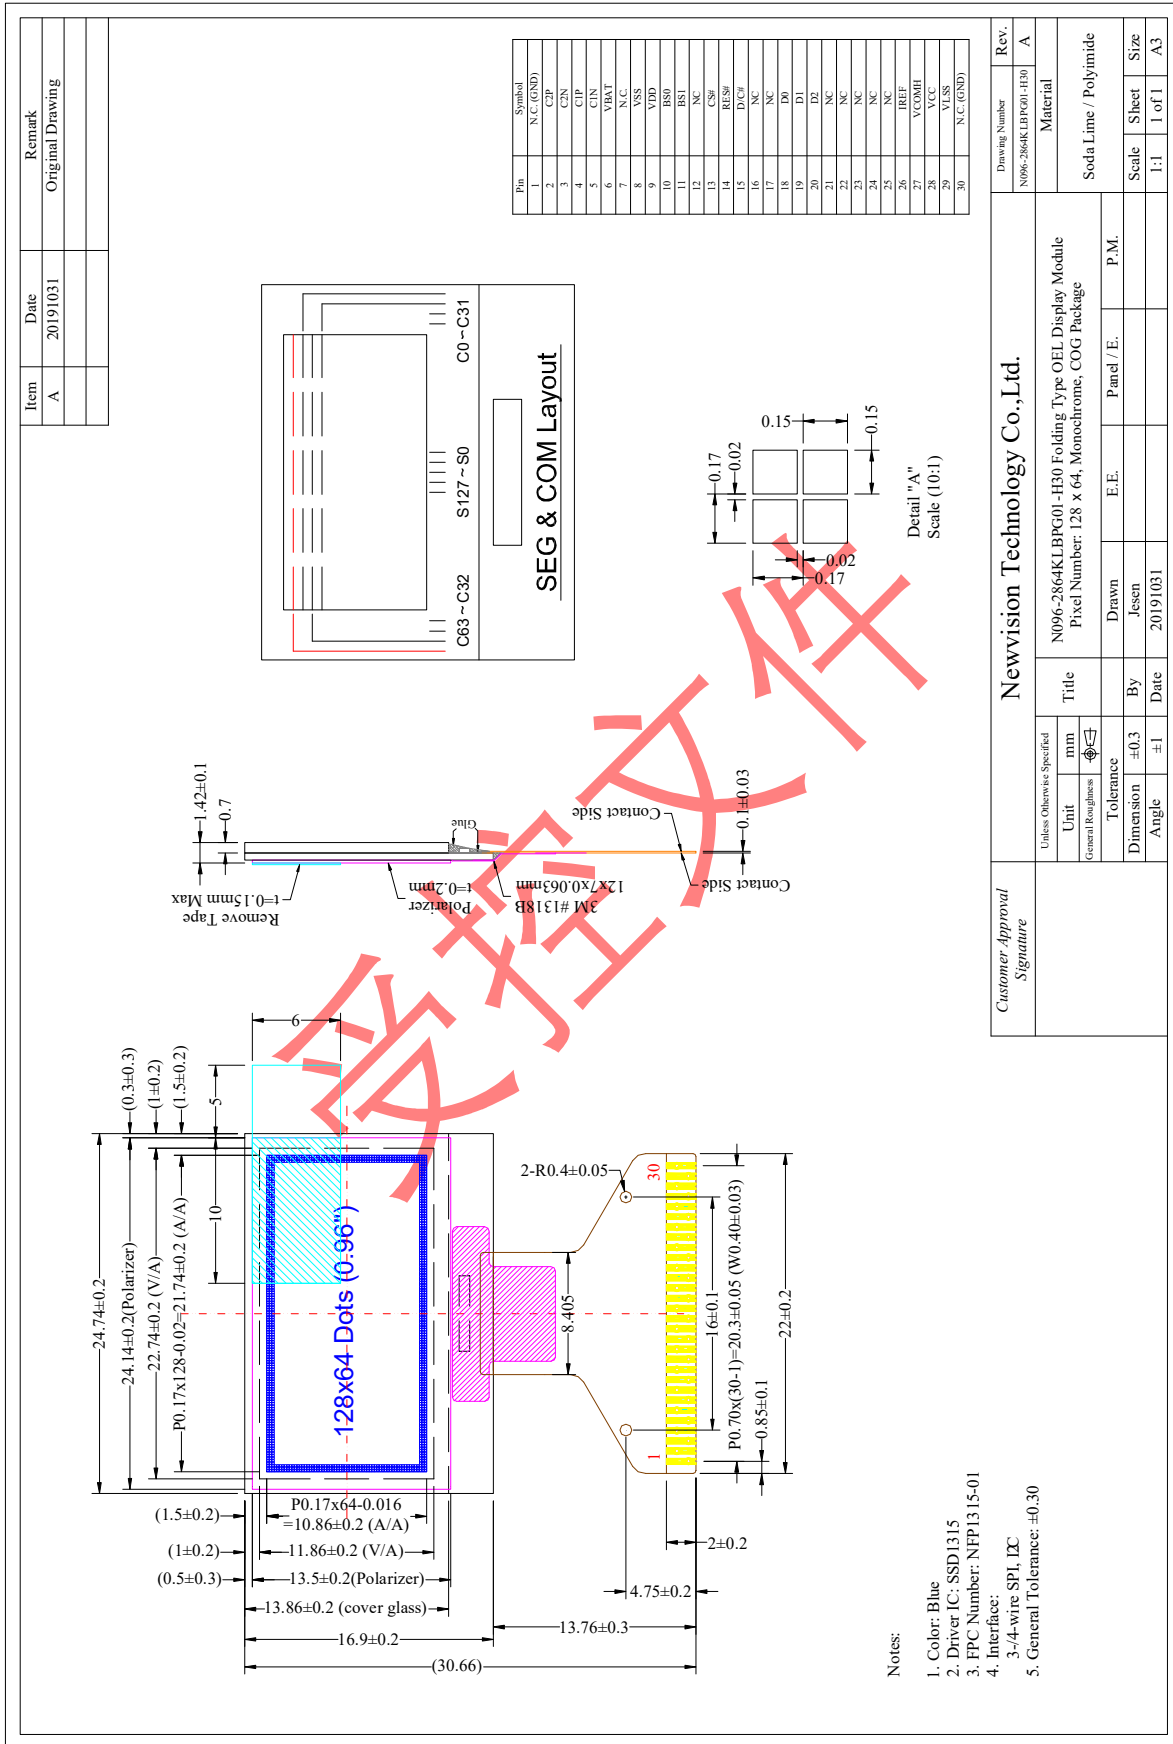 Item Date Remark
A 20191031 Original Drawing
24.74±0.2
24.14±0.2(Polarizer)
22.74±0.2 (V/A)
P0.17x128-0.02=21.74±0.2 (A/A)
10
5
6
(0.3±0.3)
(1±0.2)
(1.5±0.2)
128x64 Dots (0.96")
(1.5±0.2)
(1±0.2)
(0.5±0.3)
P0.17x64-0.016
=10.86±0.2 (A/A)
11.86±0.2 (V/A)
13.5±0.2(Polarizer)
13.86±0.2 (cover glass)
16.9±0.2
(30.66)
13.76±0.3
4.75±0.2
2±0.2
8.405
2-R0.4±0.05
1
30
16±0.1
P0.70x(30-1)=20.3±0.05 (W0.40±0.03)
0.85±0.1
22±0.2
1.42±0.1
0.7
Remove Tape
t=0.15mm Max
Polarizer
t=0.2mm
3M #1318B
12x7x0.063mm
Glue
Contact Side
Contact Side
0.1±0.03
C63 ~ C32
S127 ~ S0
C0 ~ C31
SEG & COM Layout
0.17
0.02
0.15
0.15
0.02
0.17
Detail "A"
Scale (10:1)
Pin Symbol
1 N.C. (GND)
2 C2P
3 C2N
4 C1P
5 C1N
6 VBAT
7 N.C.
8 VSS
9 VDD
10 BS0
11 BS1
12 NC
13 CS#
14 RES#
15 D/C#
16 NC
17 NC
18 D0
19 D1
20 D2
21 NC
22 NC
23 NC
24 NC
25 NC
26 IREF
27 VCOMH
28 VCC
29 VLSS
30 N.C. (GND)
Notes:
1. Color: Blue
2. Driver IC: SSD1315
3. FPC Number: NFP1315-01
4. Interface:
3-/4-wire SPI, I2C
5. General Tolerance: ±0.30
Customer Approval
Signature
Newvision Technology Co.,Ltd.
Drawing Number Rev.
N096-2864KLBPG01-H30 A
Unless Otherwise Specified
Unit mm
General Roughness
Tolerance
Dimension ±0.3
Angle ±1
Title
N096-2864KLBPG01-H30 Folding Type OEL Display Module
Pixel Number: 128 x 64, Monochrome, COG Package
Material
Soda Lime / Polyimide
Drawn E.E. Panel / E. P.M.
By Jesen
Date 20191031
Scale Sheet Size
1:1 1 of 1 A3
受控文件